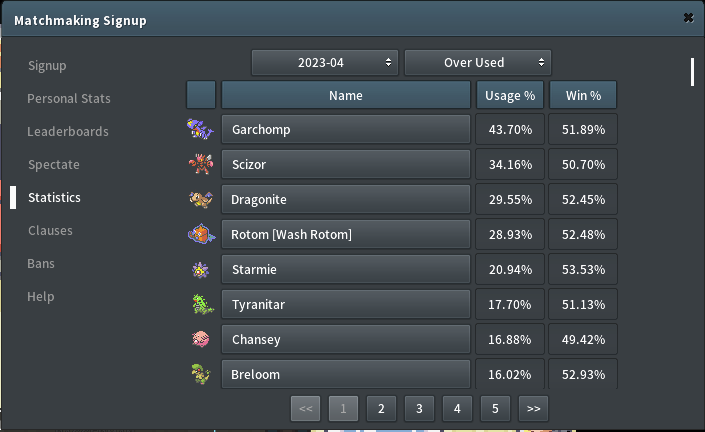 Matchmaking Signup
Signup
Personal Stats
Leaderboards
Spectate
Statistics
Clauses
Bans
Help
2023-04 Over Used
Name Usage % Win %
Garchomp 43.70% 51.89%
Scizor 34.16% 50.70%
Dragonite 29.55% 52.45%
Rotom [Wash Rotom] 28.93% 52.48%
Starmie 20.94% 53.53%
Tyranitar 17.70% 51.13%
Chansey 16.88% 49.42%
Breloom 16.02% 52.93%
<< 1 2 3 4 5 >>